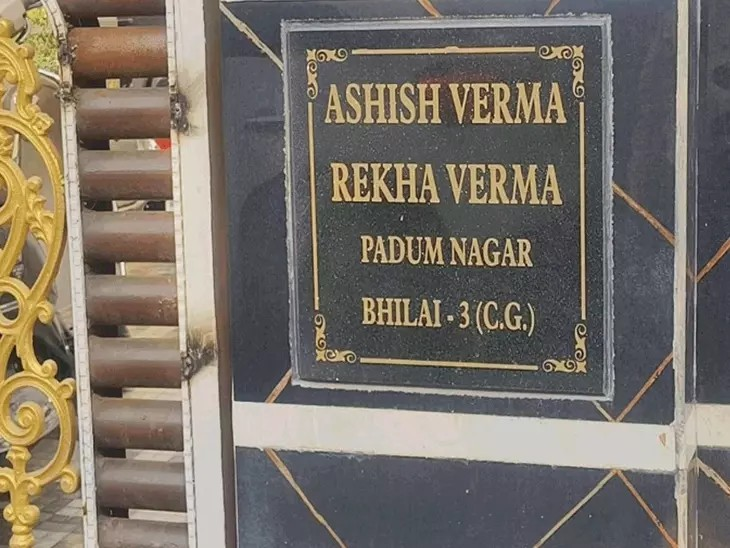 ASHISH VERMA
REKHA VERMA
PADUM NAGAR
BHILAI - 3 (C.G.)